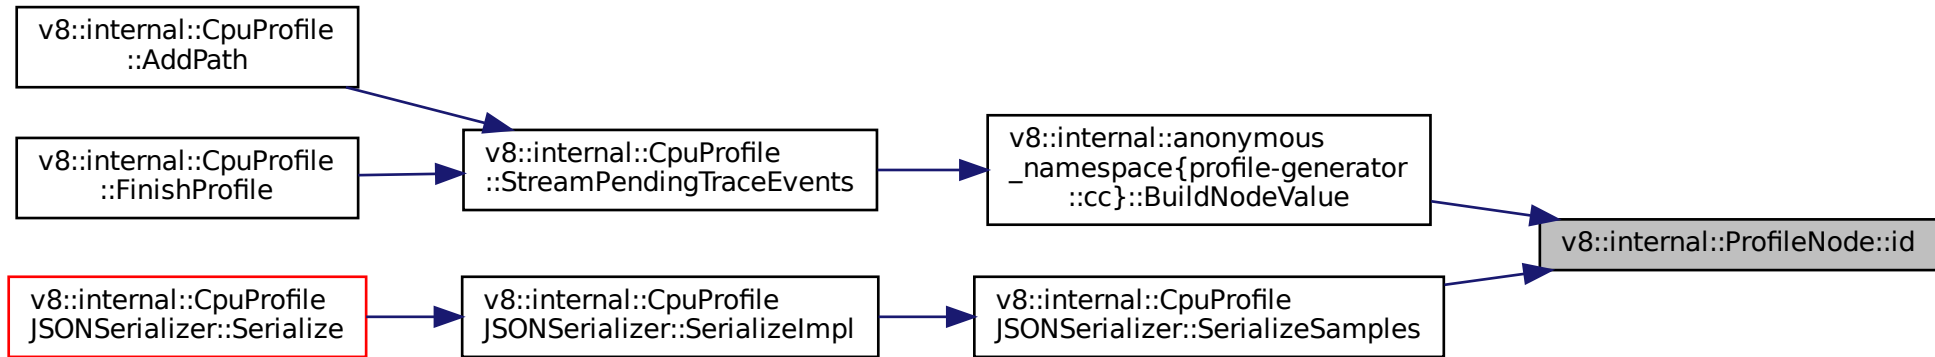 v8::internal::CpuProfile
::AddPath
v8::internal::CpuProfile
::FinishProfile
v8::internal::CpuProfile
::StreamPendingTraceEvents
v8::internal::anonymous
_namespace{profile-generator
::cc}::BuildNodeValue
v8::internal::ProfileNode::id
v8::internal::CpuProfile
JSONSerializer::Serialize
v8::internal::CpuProfile
JSONSerializer::SerializeImpl
v8::internal::CpuProfile
JSONSerializer::SerializeSamples